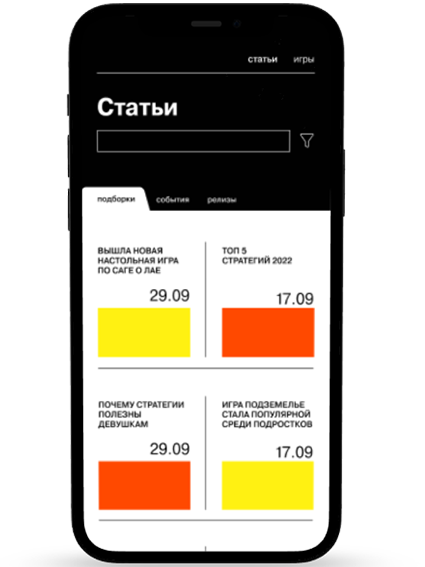 статьи игры
Статьи
подборки события релизы
ВЫШЛА НОВАЯ
НАСТОЛЬНАЯ ИГРА
ПО САГЕ О ЛАЕ
29.09
ТОП 5
СТРАТЕГИЙ 2022
17.09
ПОЧЕМУ СТРАТЕГИИ
ПОЛЕЗНЫ
ДЕВУШКАМ
29.09
ИГРА ПОДЗЕМЕЛЬЕ
СТАЛА ПОПУЛЯРНОЙ
СРЕДИ ПОДРОСТКОВ
17.09